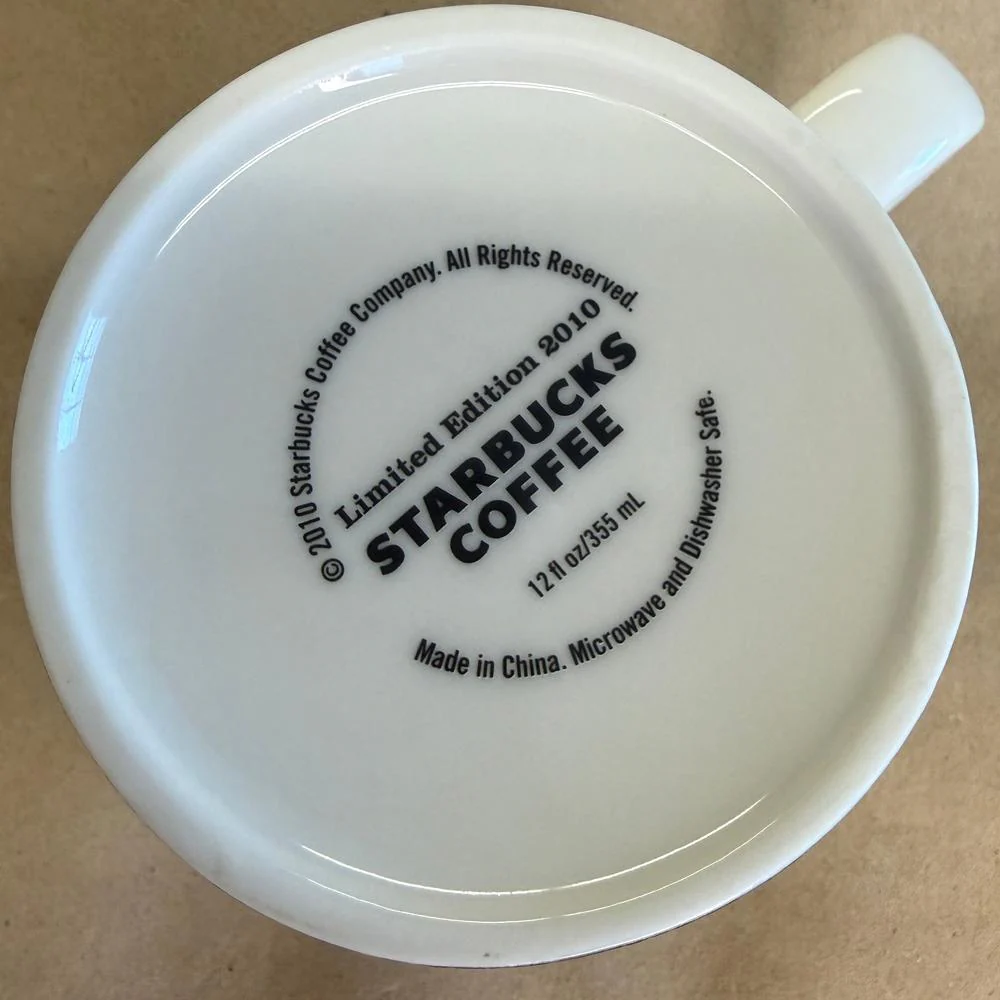 © 2010 Starbucks Coffee Company. All Rights Reserved.
Limited Edition 2010
STARBUCKS
COFFEE
12 fl oz/355 mL
Made in China. Microwave and Dishwasher Safe.